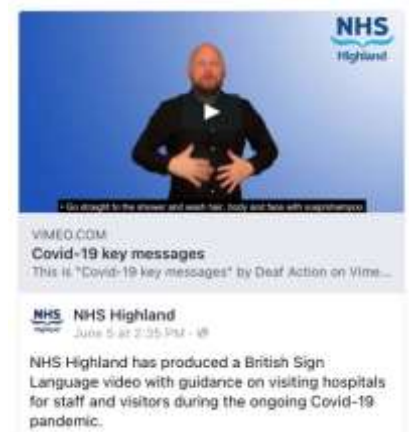 NHS
Highland
• Go straight to the shower and wash hair, body and face with soap/shampoo
VIMEO.COM
Covid-19 key messages
This is "Covid-19 key messages" by Deaf Action on Vime...
NHS
NHS Highland
June 5 at 2:35 PM ·
NHS Highland has produced a British Sign
Language video with guidance on visiting hospitals
for staff and visitors during the ongoing Covid-19
pandemic.